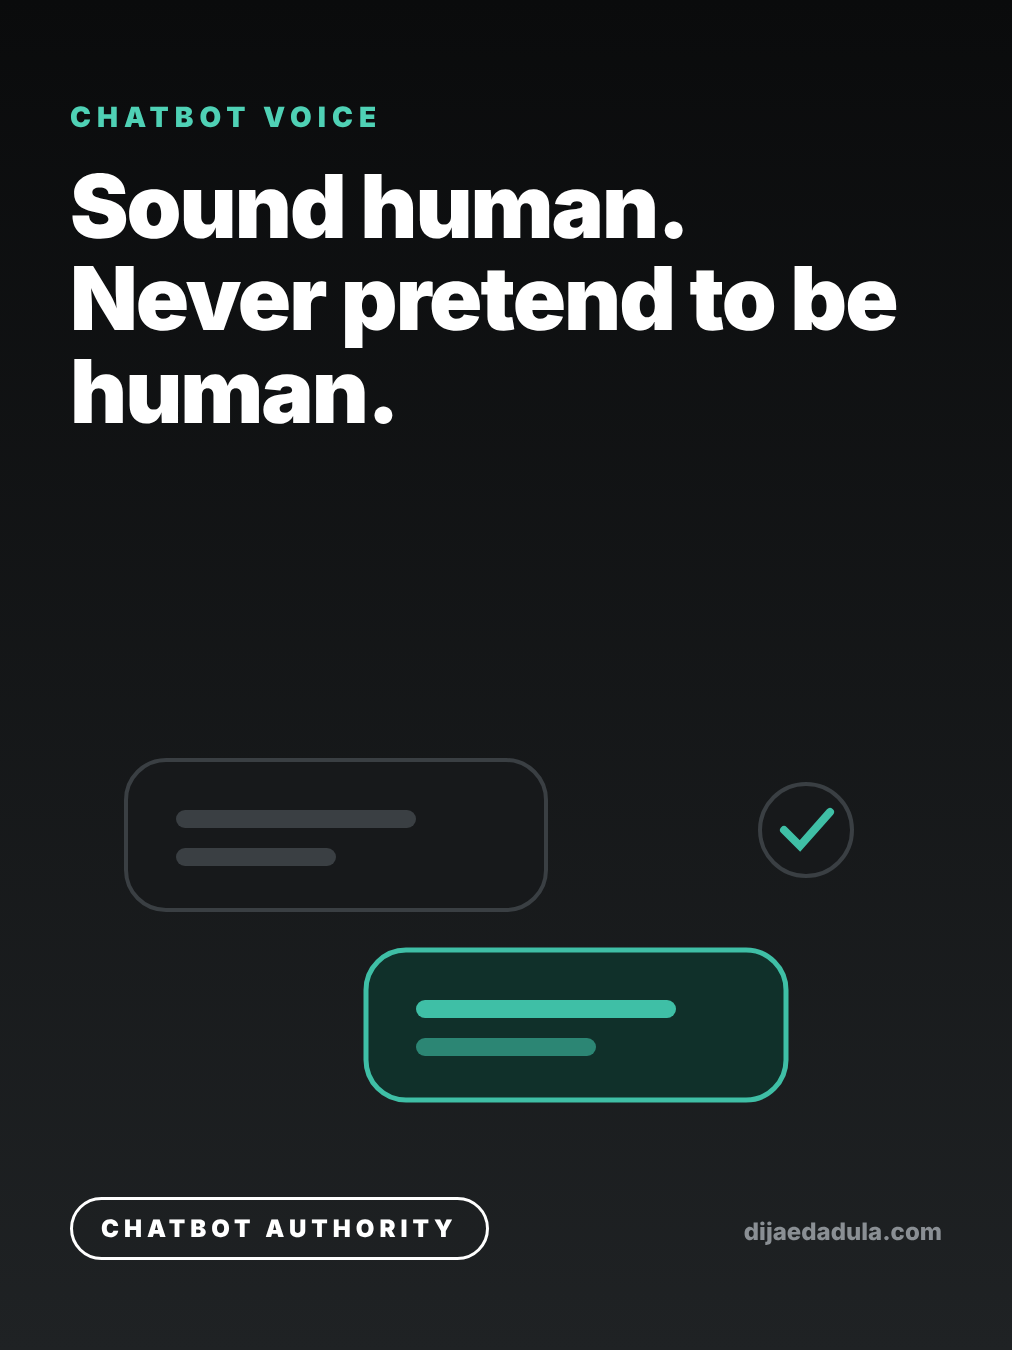 CHATBOT VOICE
Sound human.
Never pretend to be
human.
CHATBOT AUTHORITY
dijaedadula.com